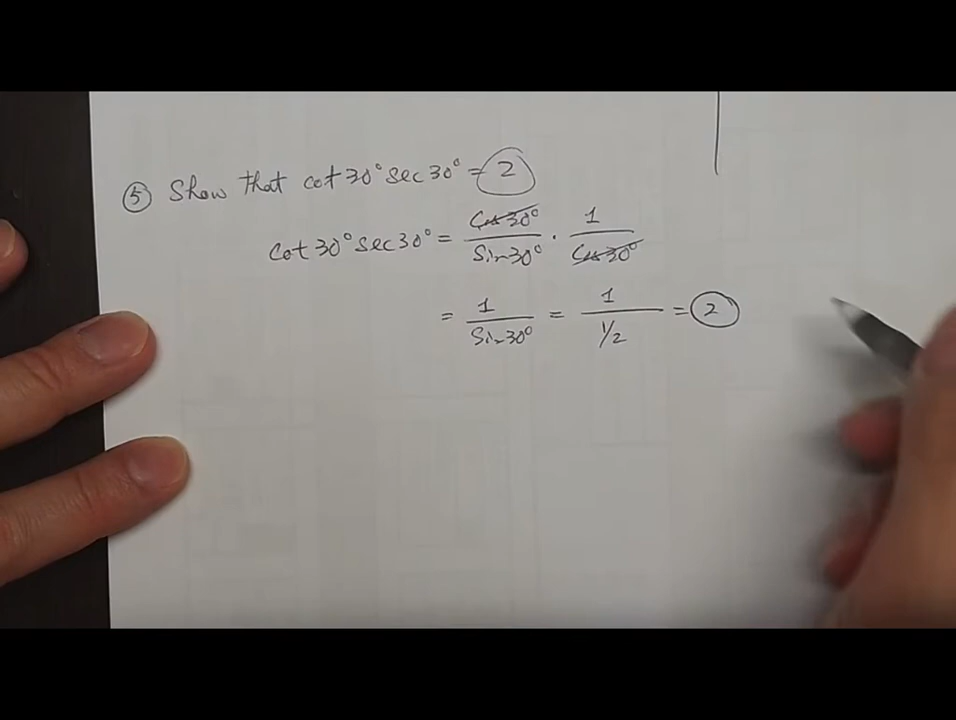 ⑤ Show that cot 30° sec 30° = 2
cot 30° sec 30° = Cos 30° / Sin 30° · 1 / Cos 30°
= 1 / Sin 30° = 1 / 1/2 = 2